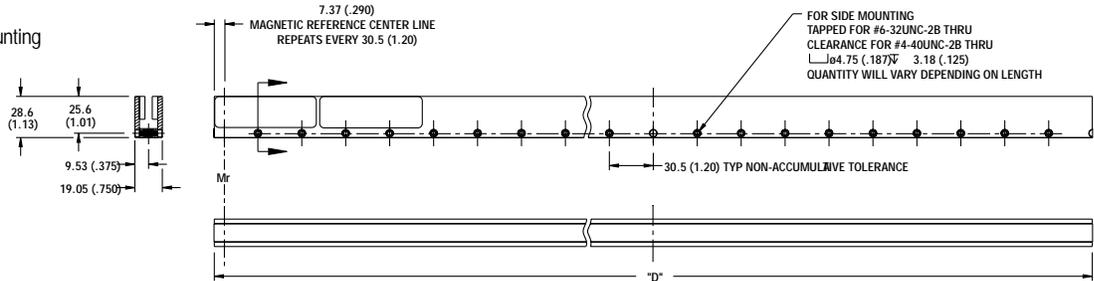 unting
7.37 (.290)
MAGNETIC REFERENCE CENTER LINE
REPEATS EVERY 30.5 (1.20)
FOR SIDE MOUNTING
TAPPED FOR #6-32UNC-2B THRU
CLEARANCE FOR #4-40UNC-2B THRU
⌴ø4.75 (.187)↧ 3.18 (.125)
QUANTITY WILL VARY DEPENDING ON LENGTH
28.6
(1.13)
25.6
(1.01)
9.53 (.375)
19.05 (.750)
Mr
30.5 (1.20) TYP NON-ACCUMULATIVE TOLERANCE
"D"